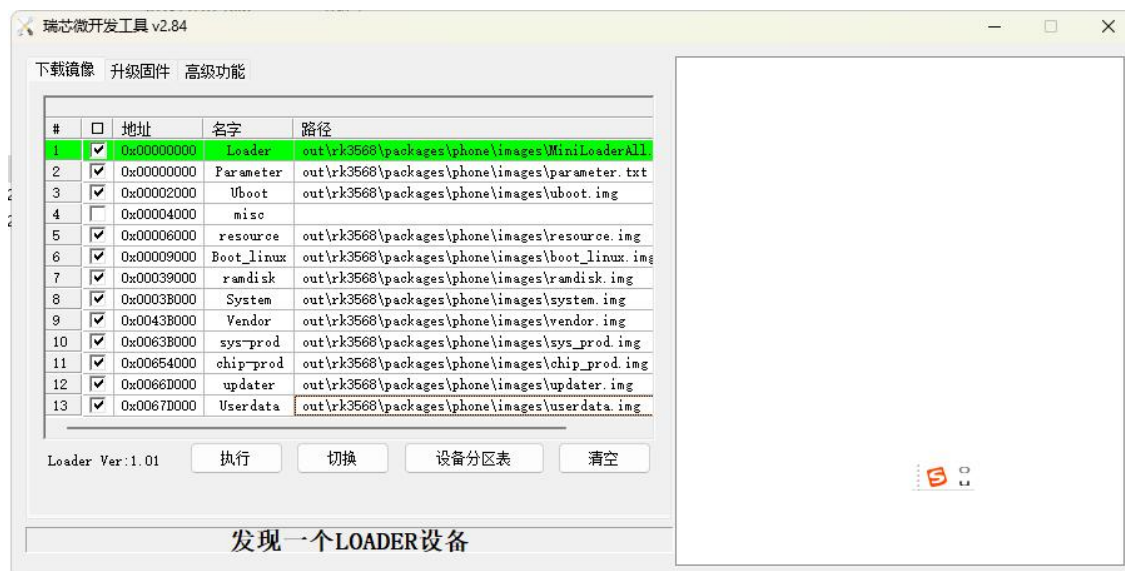 瑞芯微开发工具 v2.84
下载镜像 升级固件 高级功能
# 地址 名字 路径
1 0x00000000 Loader out\rk3568\packages\phone\images\MiniLoaderAll.
2 0x00000000 Parameter out\rk3568\packages\phone\images\parameter.txt
3 0x00002000 Uboot out\rk3568\packages\phone\images\uboot.img
4 0x00004000 misc
5 0x00006000 resource out\rk3568\packages\phone\images\resource.img
6 0x00009000 Boot_linux out\rk3568\packages\phone\images\boot_linux.img
7 0x00039000 ramdisk out\rk3568\packages\phone\images\ramdisk.img
8 0x0003B000 System out\rk3568\packages\phone\images\system.img
9 0x0043B000 Vendor out\rk3568\packages\phone\images\vendor.img
10 0x0063B000 sys-prod out\rk3568\packages\phone\images\sys_prod.img
11 0x00654000 chip-prod out\rk3568\packages\phone\images\chip_prod.img
12 0x0066D000 updater out\rk3568\packages\phone\images\updater.img
13 0x0067D000 Userdata out\rk3568\packages\phone\images\userdata.img
Loader Ver:1.01 执行 切换 设备分区表 清空
发现一个LOADER设备